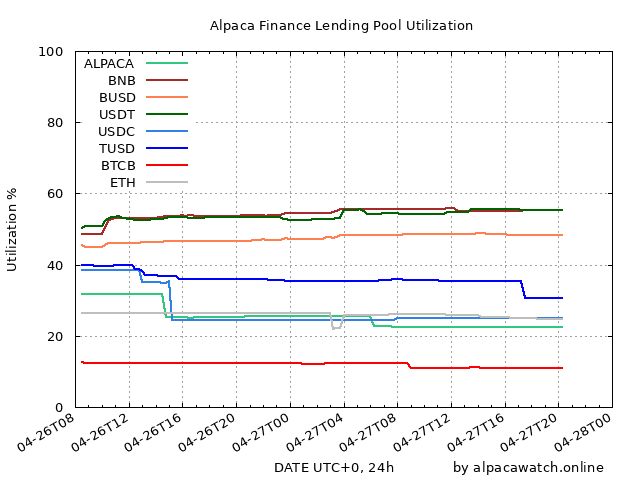 Alpaca Finance Lending Pool Utilization
100
80
60
40
20
0
Utilization %
ALPACA
BNB
BUSD
USDT
USDC
TUSD
BTCB
ETH
04-26T08
04-26T12
04-26T16
04-26T20
04-27T00
04-27T04
04-27T08
04-27T12
04-27T16
04-27T20
04-28T00
DATE UTC+0, 24h
by alpacawatch.online